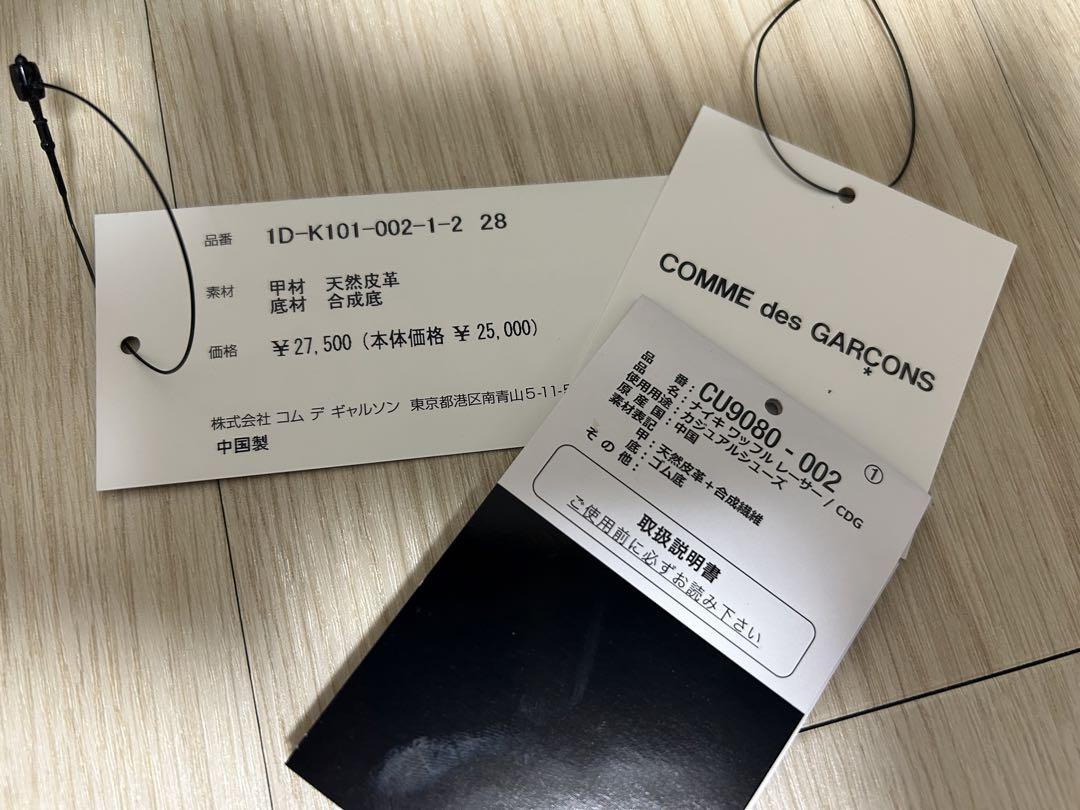 品番 1D-K101-002-1-2 28
素材 甲材 天然皮革
底材 合成底
価格 ¥27,500 (本体価格 ¥ 25,000)
株式会社 コム デ ギャルソン 東京都港区南青山5-11-5
中国製
COMME des GARÇONS
*
品番: CU9080-002 ①
品名: ナイキ ワッフル レーサー / CDG
使用用途: カジュアルシューズ
原産国: 中国
素材表記 甲: 天然皮革+合成繊維
底: ゴム底
その他:
取扱説明書
ご使用前に必ずお読み下さい